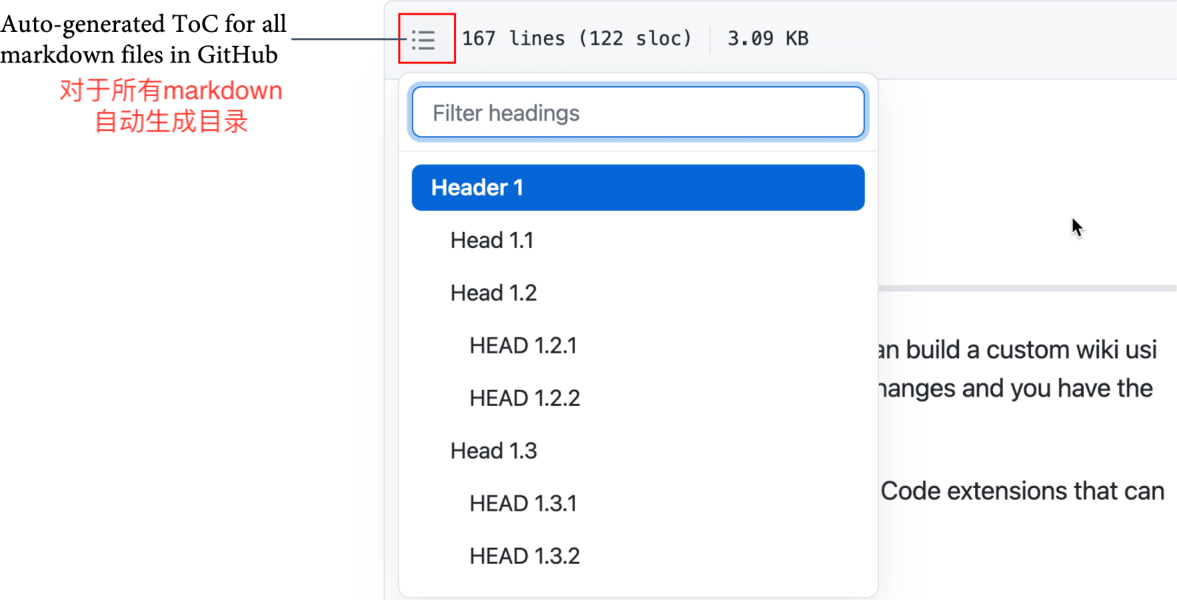 Auto-generated ToC for all
markdown files in GitHub
对于所有markdown
自动生成目录
167 lines (122 sloc) 3.09 KB
Filter headings
Header 1
Head 1.1
Head 1.2
HEAD 1.2.1
HEAD 1.2.2
Head 1.3
HEAD 1.3.1
HEAD 1.3.2
an build a custom wiki usi
hanges and you have the
Code extensions that can